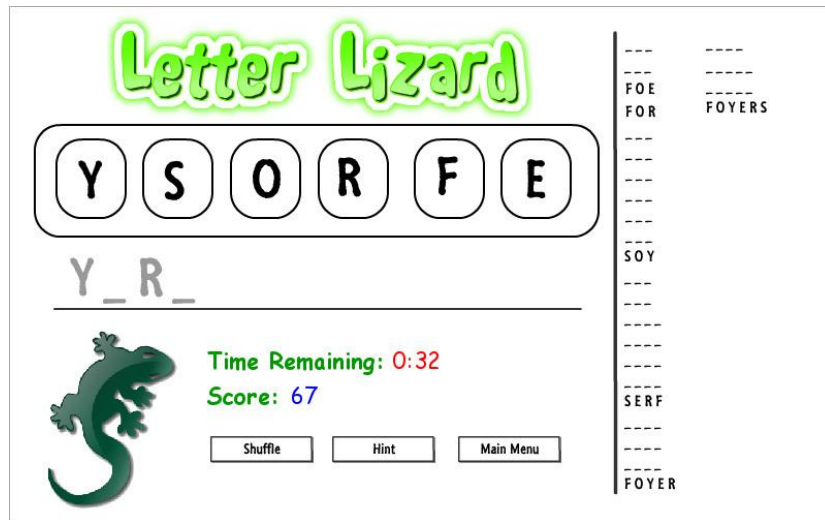 Letter Lizard
Y S O R F E
Y_R_
Time Remaining: 0:32
Score: 67
Shuffle Hint Main Menu
---
---
FOE
FOR
---
---
---
---
---
---
SOY
---
---
----
----
----
----
SERF
----
----
----
FOYER
----
-----
-----
FOYERS